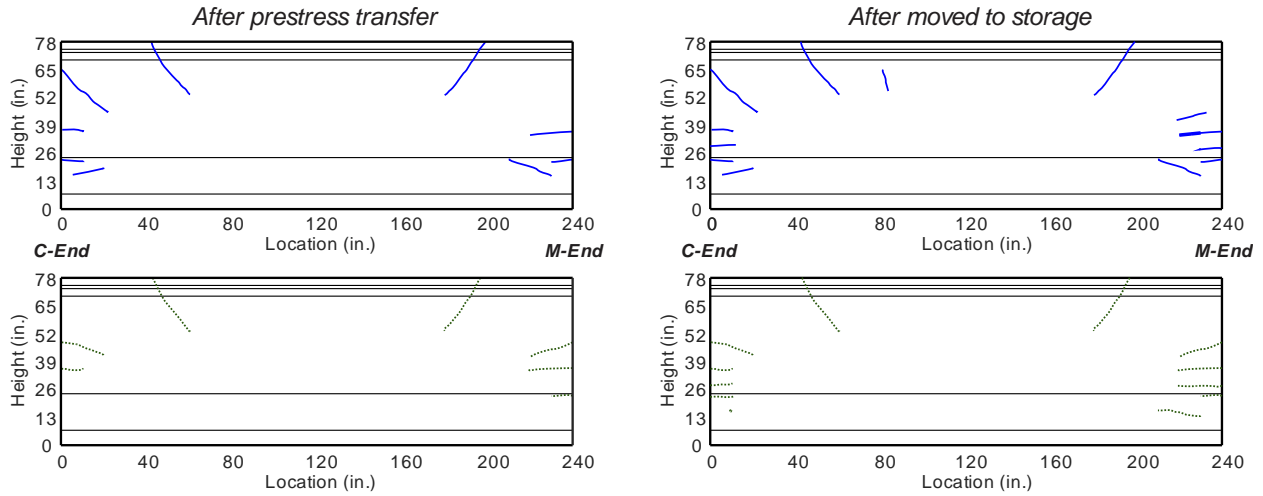 After prestress transfer
After moved to storage
78
65
52
39
26
13
0
Height (in.)
0 40 80 120 160 200 240
Location (in.)
78
65
52
39
26
13
0
Height (in.)
0 40 80 120 160 200 240
Location (in.)
C-End
M-End
C-End
M-End
78
65
52
39
26
13
0
Height (in.)
0 40 80 120 160 200 240
Location (in.)
78
65
52
39
26
13
0
Height (in.)
0 40 80 120 160 200 240
Location (in.)